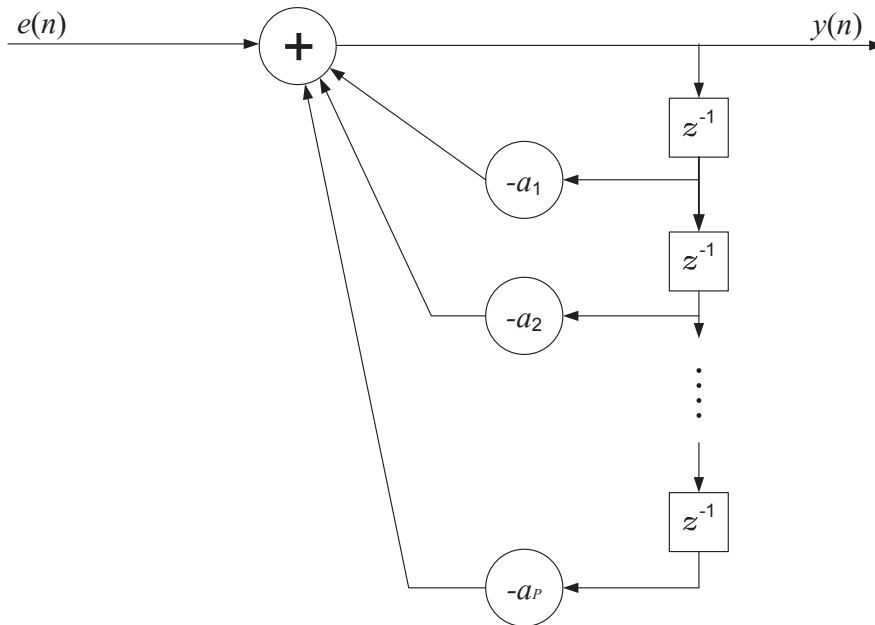 e(n)
y(n)
+
z⁻¹
-a₁
z⁻¹
-a₂
z⁻¹
-aₚ